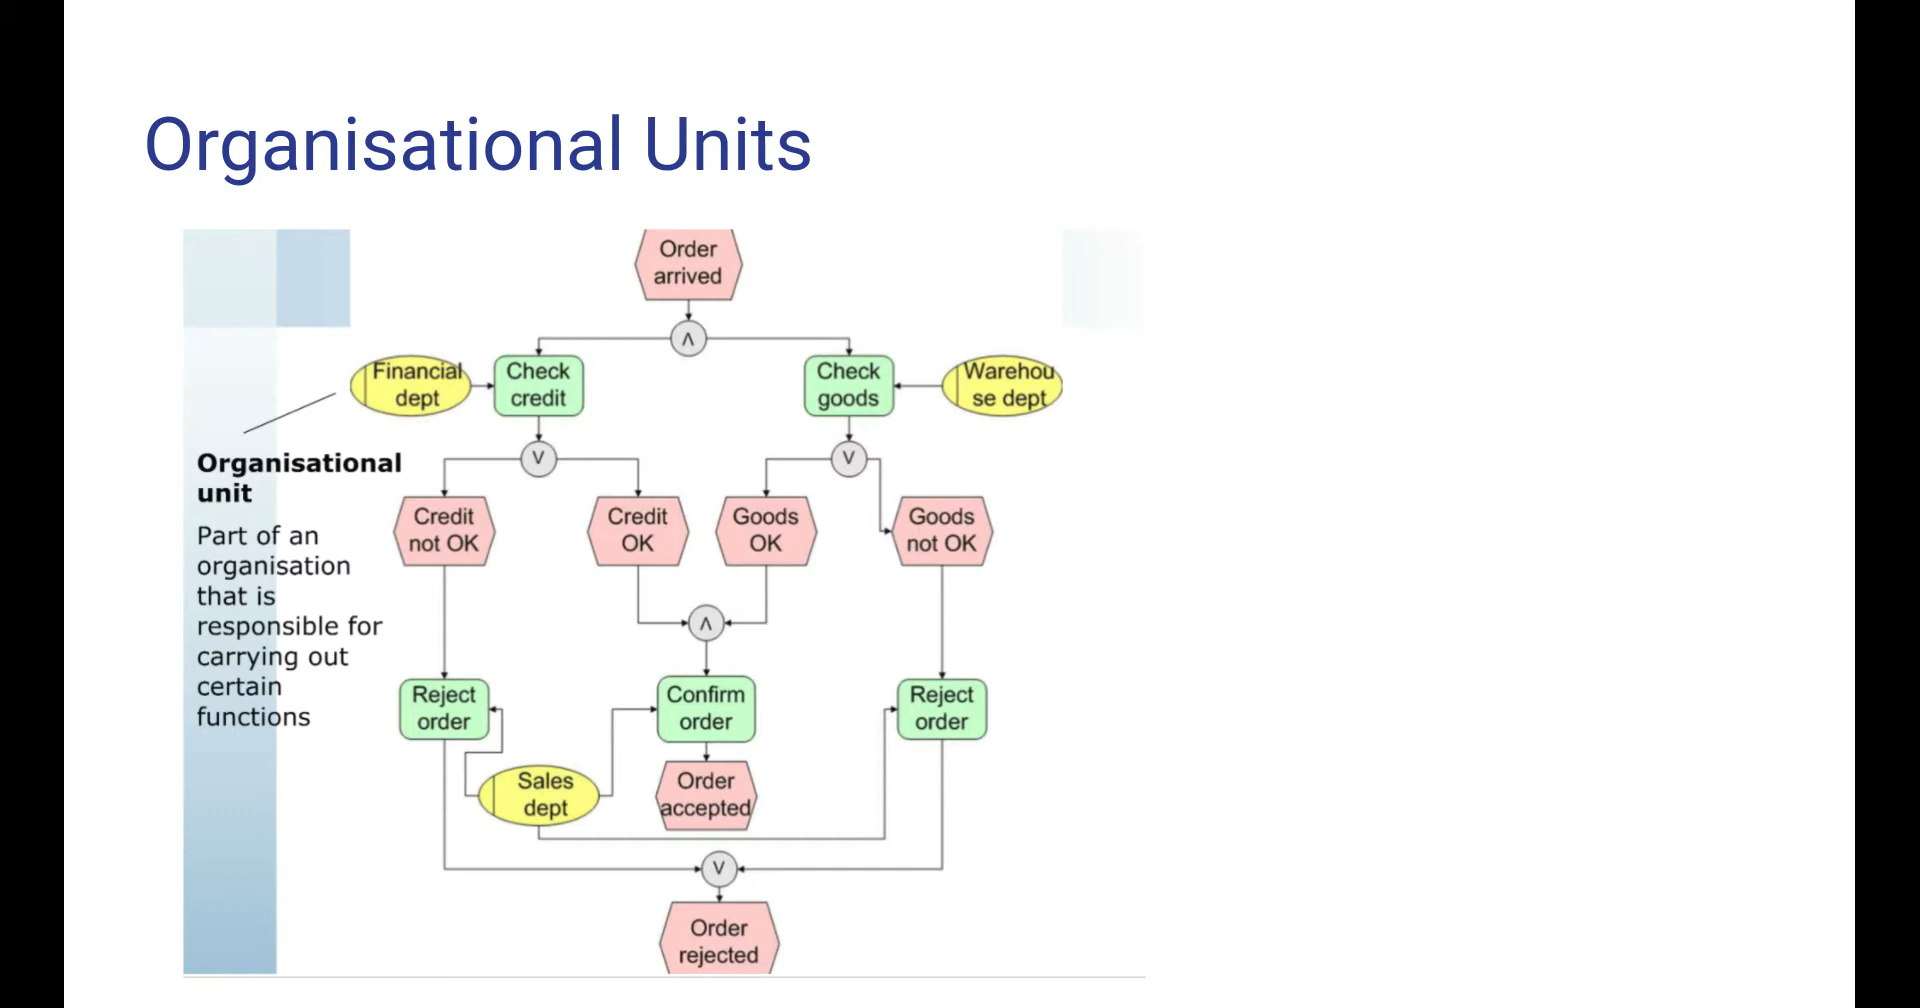 Organisational Units
Order
arrived
Λ
Financial
dept
Check
credit
Check
goods
Warehou
se dept
V
V
Organisational
unit
Part of an
organisation
that is
responsible for
carrying out
certain
functions
Credit
not OK
Credit
OK
Goods
OK
Goods
not OK
Λ
Reject
order
Confirm
order
Reject
order
Sales
dept
Order
accepted
V
Order
rejected